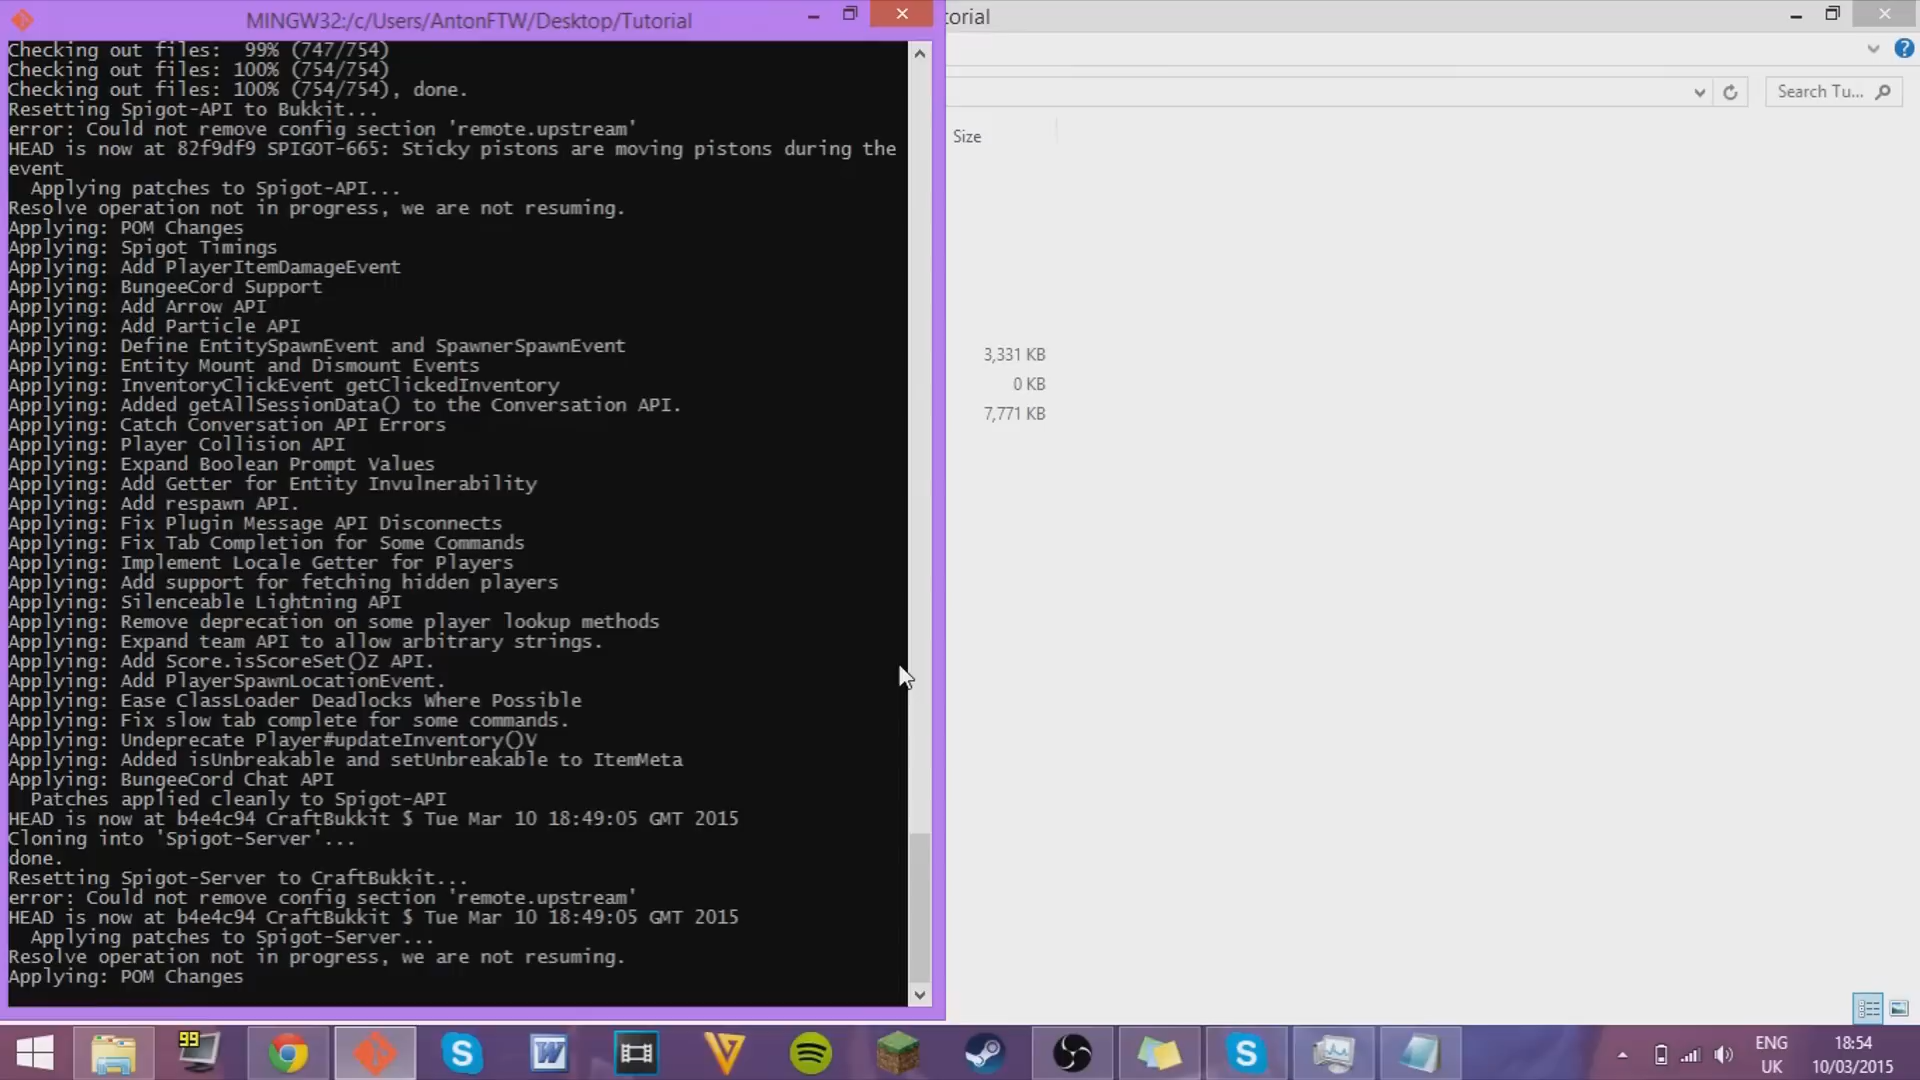 MINGW32:/c/Users/AntonFTW/Desktop/Tutorial
torial
Checking out files:  99% (747/754)
Checking out files: 100% (754/754)
Checking out files: 100% (754/754), done.
Resetting Spigot-API to Bukkit...
error: Could not remove config section 'remote.upstream'
HEAD is now at 82f9df9 SPIGOT-665: Sticky pistons are moving pistons during the
event
  Applying patches to Spigot-API...
Resolve operation not in progress, we are not resuming.
Applying: POM Changes
Applying: Spigot Timings
Applying: Add PlayerItemDamageEvent
Applying: BungeeCord Support
Applying: Add Arrow API
Applying: Add Particle API
Applying: Define EntitySpawnEvent and SpawnerSpawnEvent
Applying: Entity Mount and Dismount Events
Applying: InventoryClickEvent getClickedInventory
Applying: Added getAllSessionData() to the Conversation API.
Applying: Catch Conversation API Errors
Applying: Player Collision API
Applying: Expand Boolean Prompt Values
Applying: Add Getter for Entity Invulnerability
Applying: Add respawn API.
Applying: Fix Plugin Message API Disconnects
Applying: Fix Tab Completion for Some Commands
Applying: Implement Locale Getter for Players
Applying: Add support for fetching hidden players
Applying: Silenceable Lightning API
Applying: Remove deprecation on some player lookup methods
Applying: Expand team API to allow arbitrary strings.
Applying: Add Score.isScoreSet()Z API.
Applying: Add PlayerSpawnLocationEvent.
Applying: Ease ClassLoader Deadlocks Where Possible
Applying: Fix slow tab complete for some commands.
Applying: Undeprecate Player#updateInventory()V
Applying: Added isUnbreakable and setUnbreakable to ItemMeta
Applying: BungeeCord Chat API
  Patches applied cleanly to Spigot-API
HEAD is now at b4e4c94 CraftBukkit $ Tue Mar 10 18:49:05 GMT 2015
Cloning into 'Spigot-Server'...
done.
Resetting Spigot-Server to CraftBukkit...
error: Could not remove config section 'remote.upstream'
HEAD is now at b4e4c94 CraftBukkit $ Tue Mar 10 18:49:05 GMT 2015
  Applying patches to Spigot-Server...
Resolve operation not in progress, we are not resuming.
Applying: POM Changes
Search Tu...
Size
3,331 KB
0 KB
7,771 KB
99
ENG
UK
18:54
10/03/2015